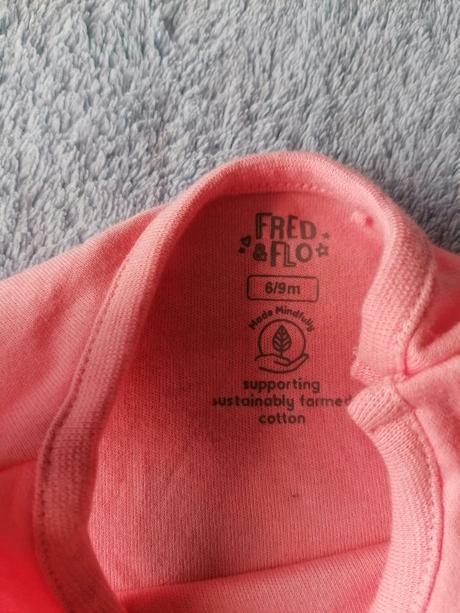 FRED
&FLO
6/9m
Made Mindfully
supporting
sustainably farmed
cotton